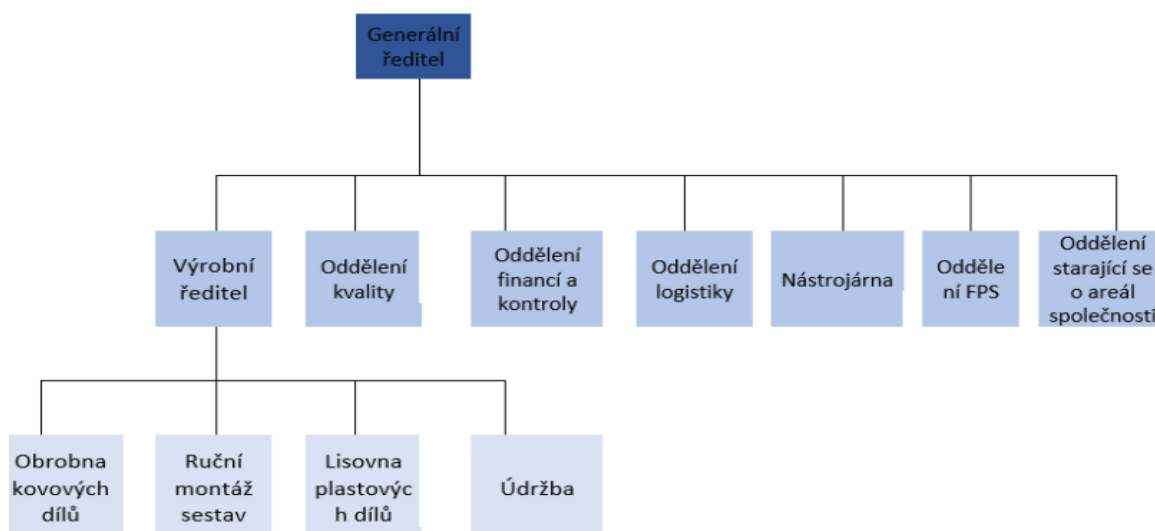 Generální
ředitel
Výrobní
ředitel
Oddělení
kvality
Oddělení
financí a
kontroly
Oddělení
logistiky
Nástrojárna
Odděle
ní FPS
Oddělení
starající se
o areál
společnosti
Obrobna
kovových
dílů
Ruční
montáž
sestav
Lisovna
plastovýc
h dílů
Údržba